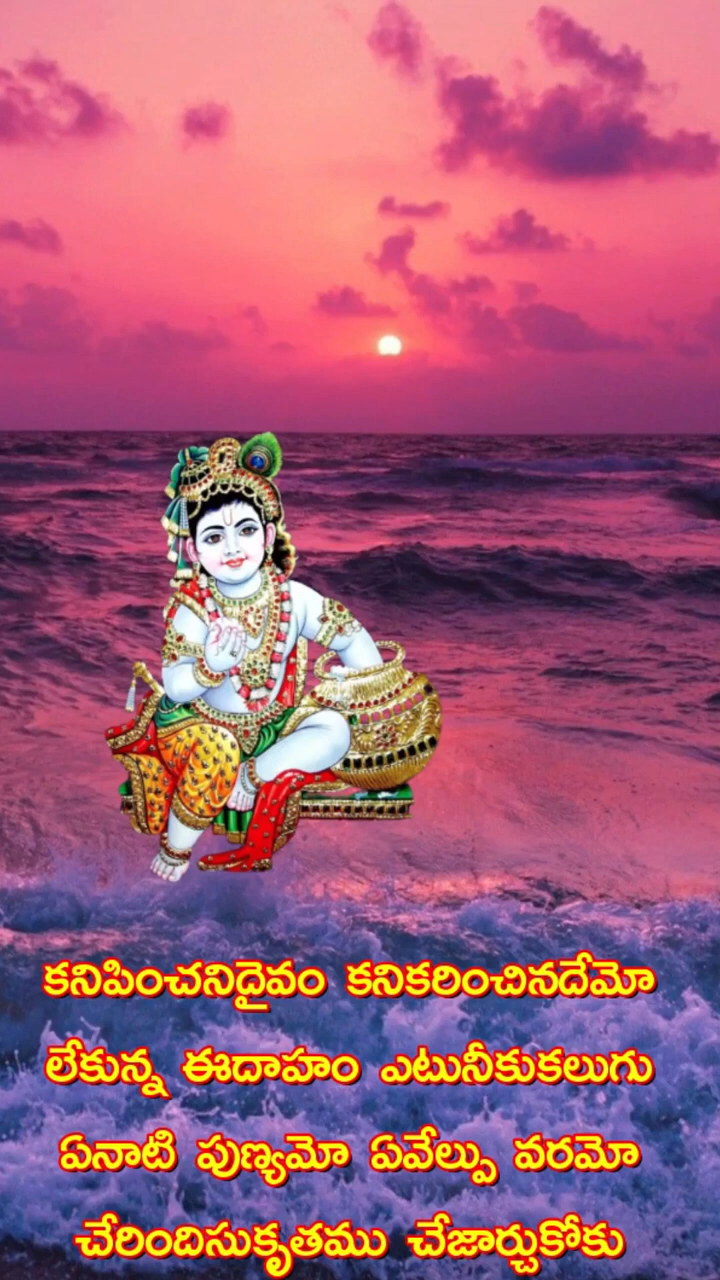 కనిపించనిదైవం కనికరించినదేమో
లేకున్న ఈదాహం ఎటునీకుకలుగు
ఏనాటి పుణ్యమో ఏవేల్పు వరమో
చేరిందిసుకృతము చేజార్చుకోకు